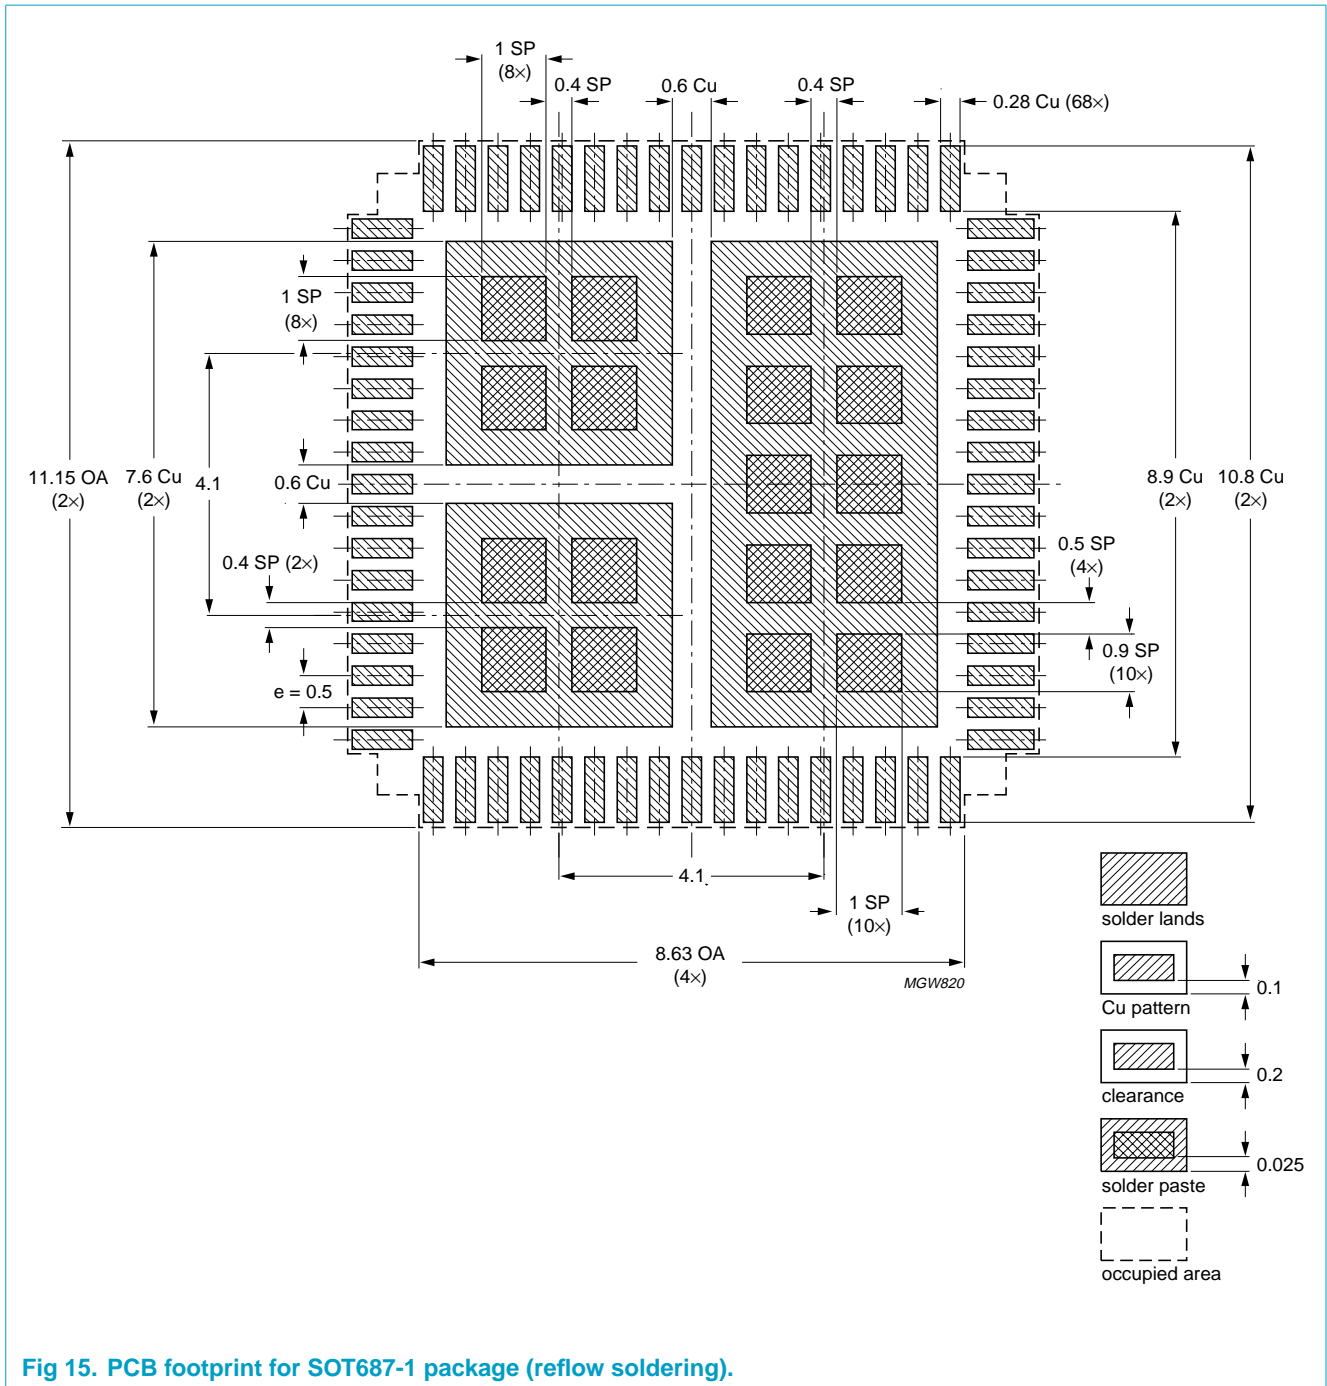 1 SP
(8×)
0.4 SP
0.6 Cu
0.4 SP
0.28 Cu (68×)
1 SP
(8×)
11.15 OA
(2×)
7.6 Cu
(2×)
4.1
0.6 Cu
8.9 Cu
(2×)
10.8 Cu
(2×)
0.4 SP (2×)
0.5 SP
(4×)
0.9 SP
(10×)
e = 0.5
4.1
1 SP
(10×)
8.63 OA
(4×)
MGW820
solder lands
0.1
Cu pattern
0.2
clearance
0.025
solder paste
occupied area
Fig 15. PCB footprint for SOT687-1 package (reflow soldering).